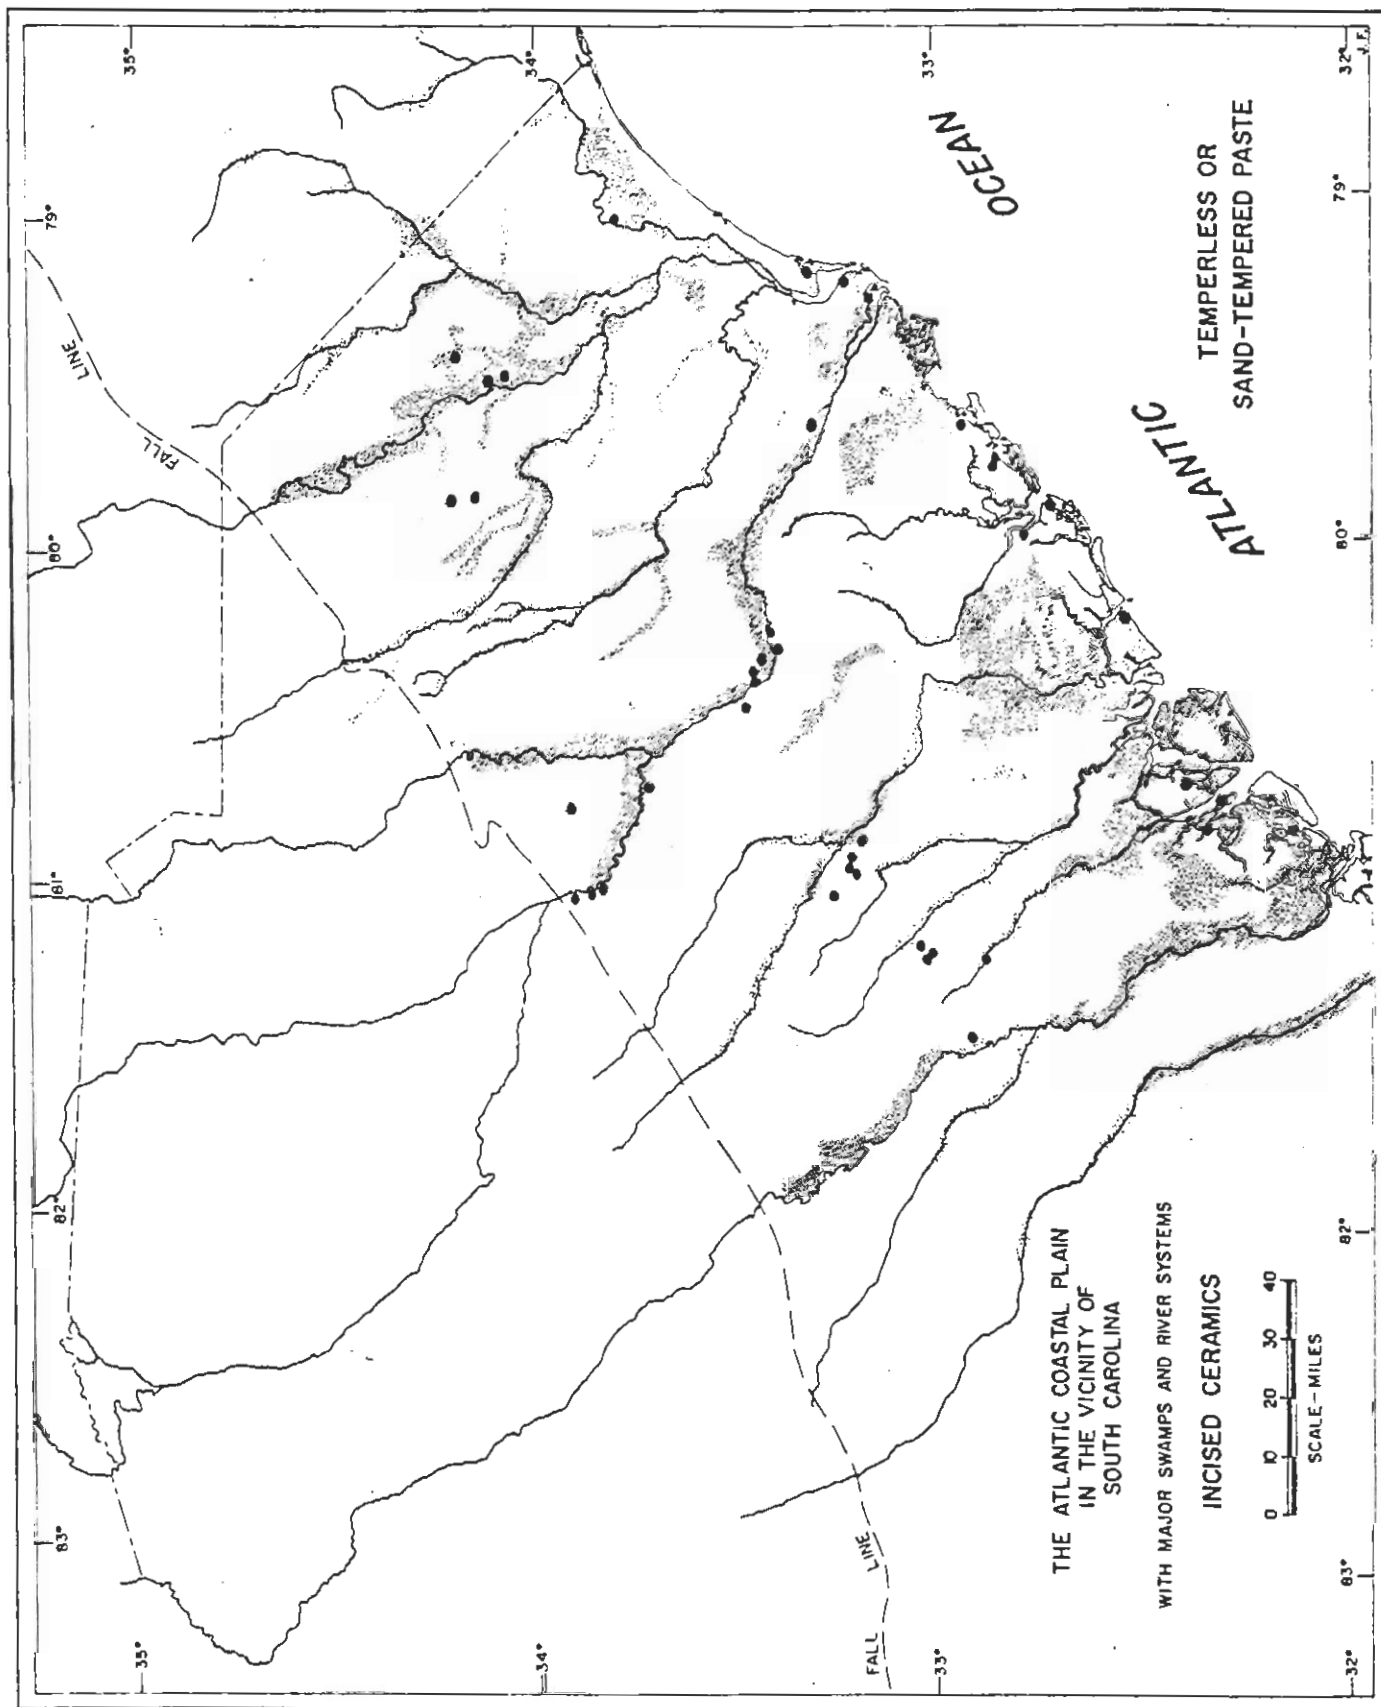 THE ATLANTIC COASTAL PLAIN
IN THE VICINITY OF
SOUTH CAROLINA
WITH MAJOR SWAMPS AND RIVER SYSTEMS
INCISED CERAMICS
0 10 20 30 40
SCALE-MILES
TEMPERLESS OR
SAND-TEMPERED PASTE
ATLANTIC
OCEAN
FALL
LINE
FALL
LINE
83°
82°
81°
80°
79°
35°
34°
33°
32°
J.F.
35°
34°
33°
32°
83°
82°
80°
79°